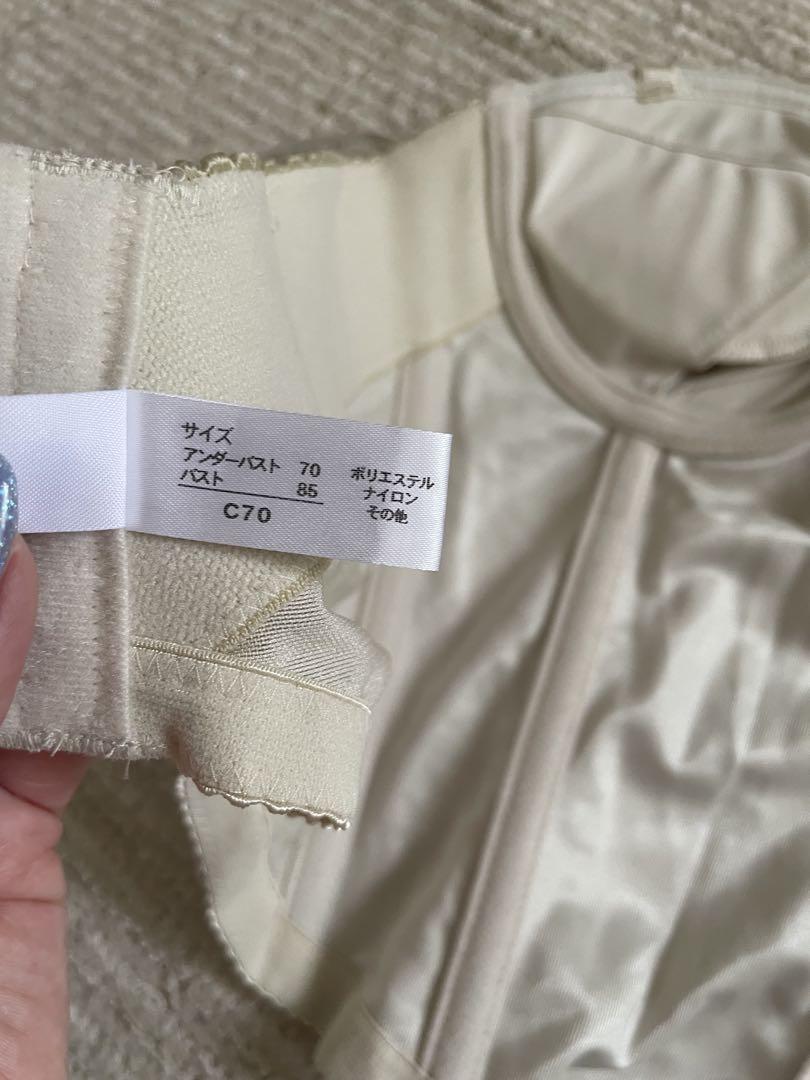 サイズ
アンダーバスト 70
バスト 85
C70
ポリエステル
ナイロン
その他